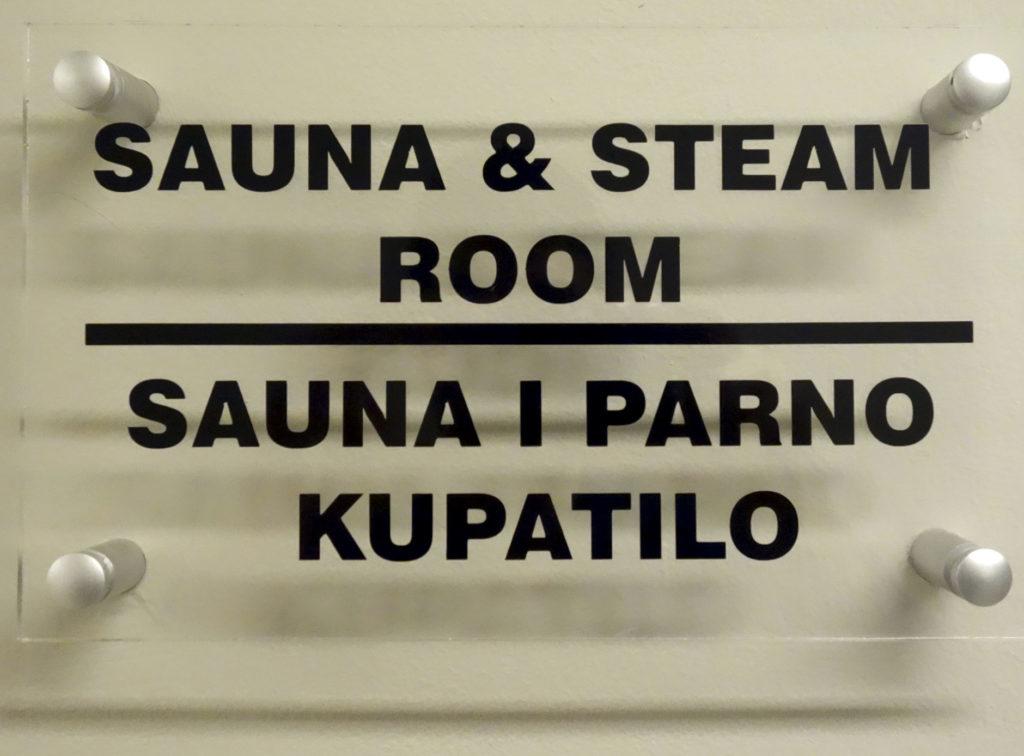 SAUNA & STEAM
ROOM
SAUNA I PARNO
KUPATILO